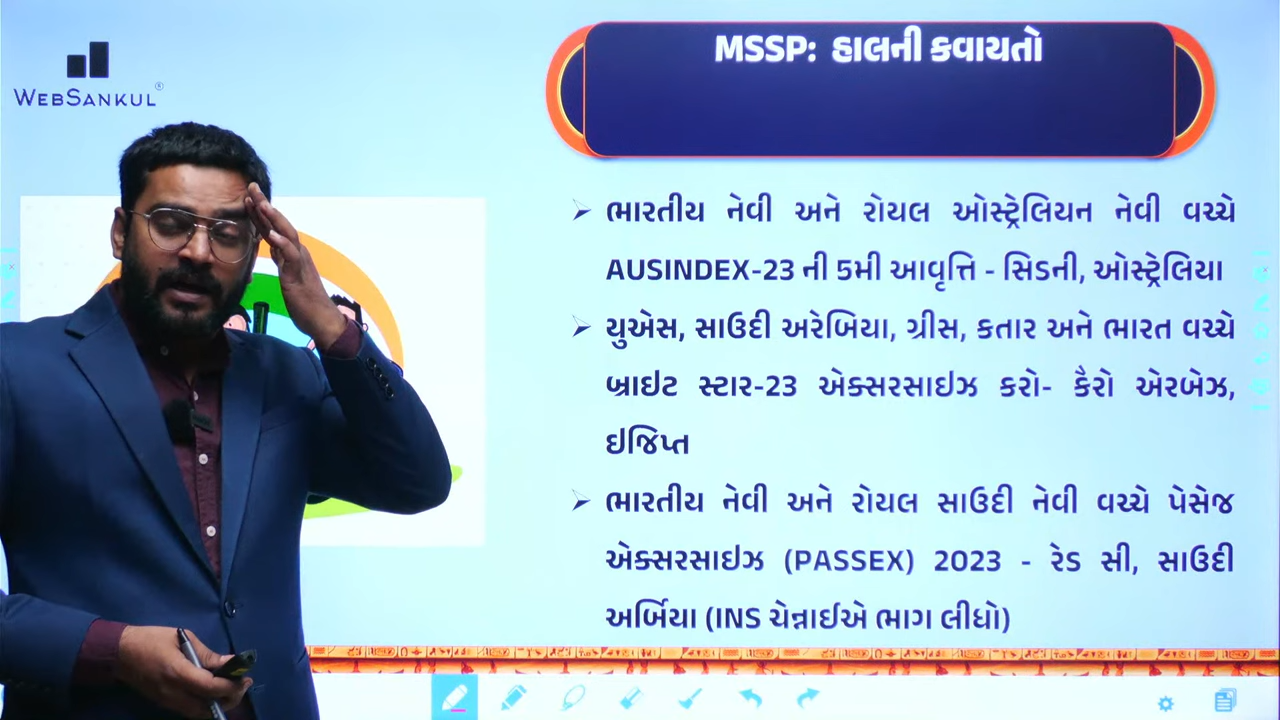 WEBSANKUL®
MSSP: હાલની કવાયતો
ભારતીય નેવી અને રોયલ ઓસ્ટ્રેલિયન નેવી વચ્ચે
AUSINDEX-23 ની 5મી આવૃત્તિ - સિડની, ઓસ્ટ્રેલિયા
યુએસ, સાઉદી અરેબિયા, ગ્રીસ, કતાર અને ભારત વચ્ચે
બ્રાઇટ સ્ટાર-23 એક્સરસાઇઝ કરો- કૈરો એરબેઝ,
ઇજિપ્ત
ભારતીય નેવી અને રોયલ સાઉદી નેવી વચ્ચે પેસેજ
એક્સરસાઇઝ (PASSEX) 2023 - રેડ સી, સાઉદી
અર્બિયા (INS ચેન્નાઈએ ભાગ લીધો)